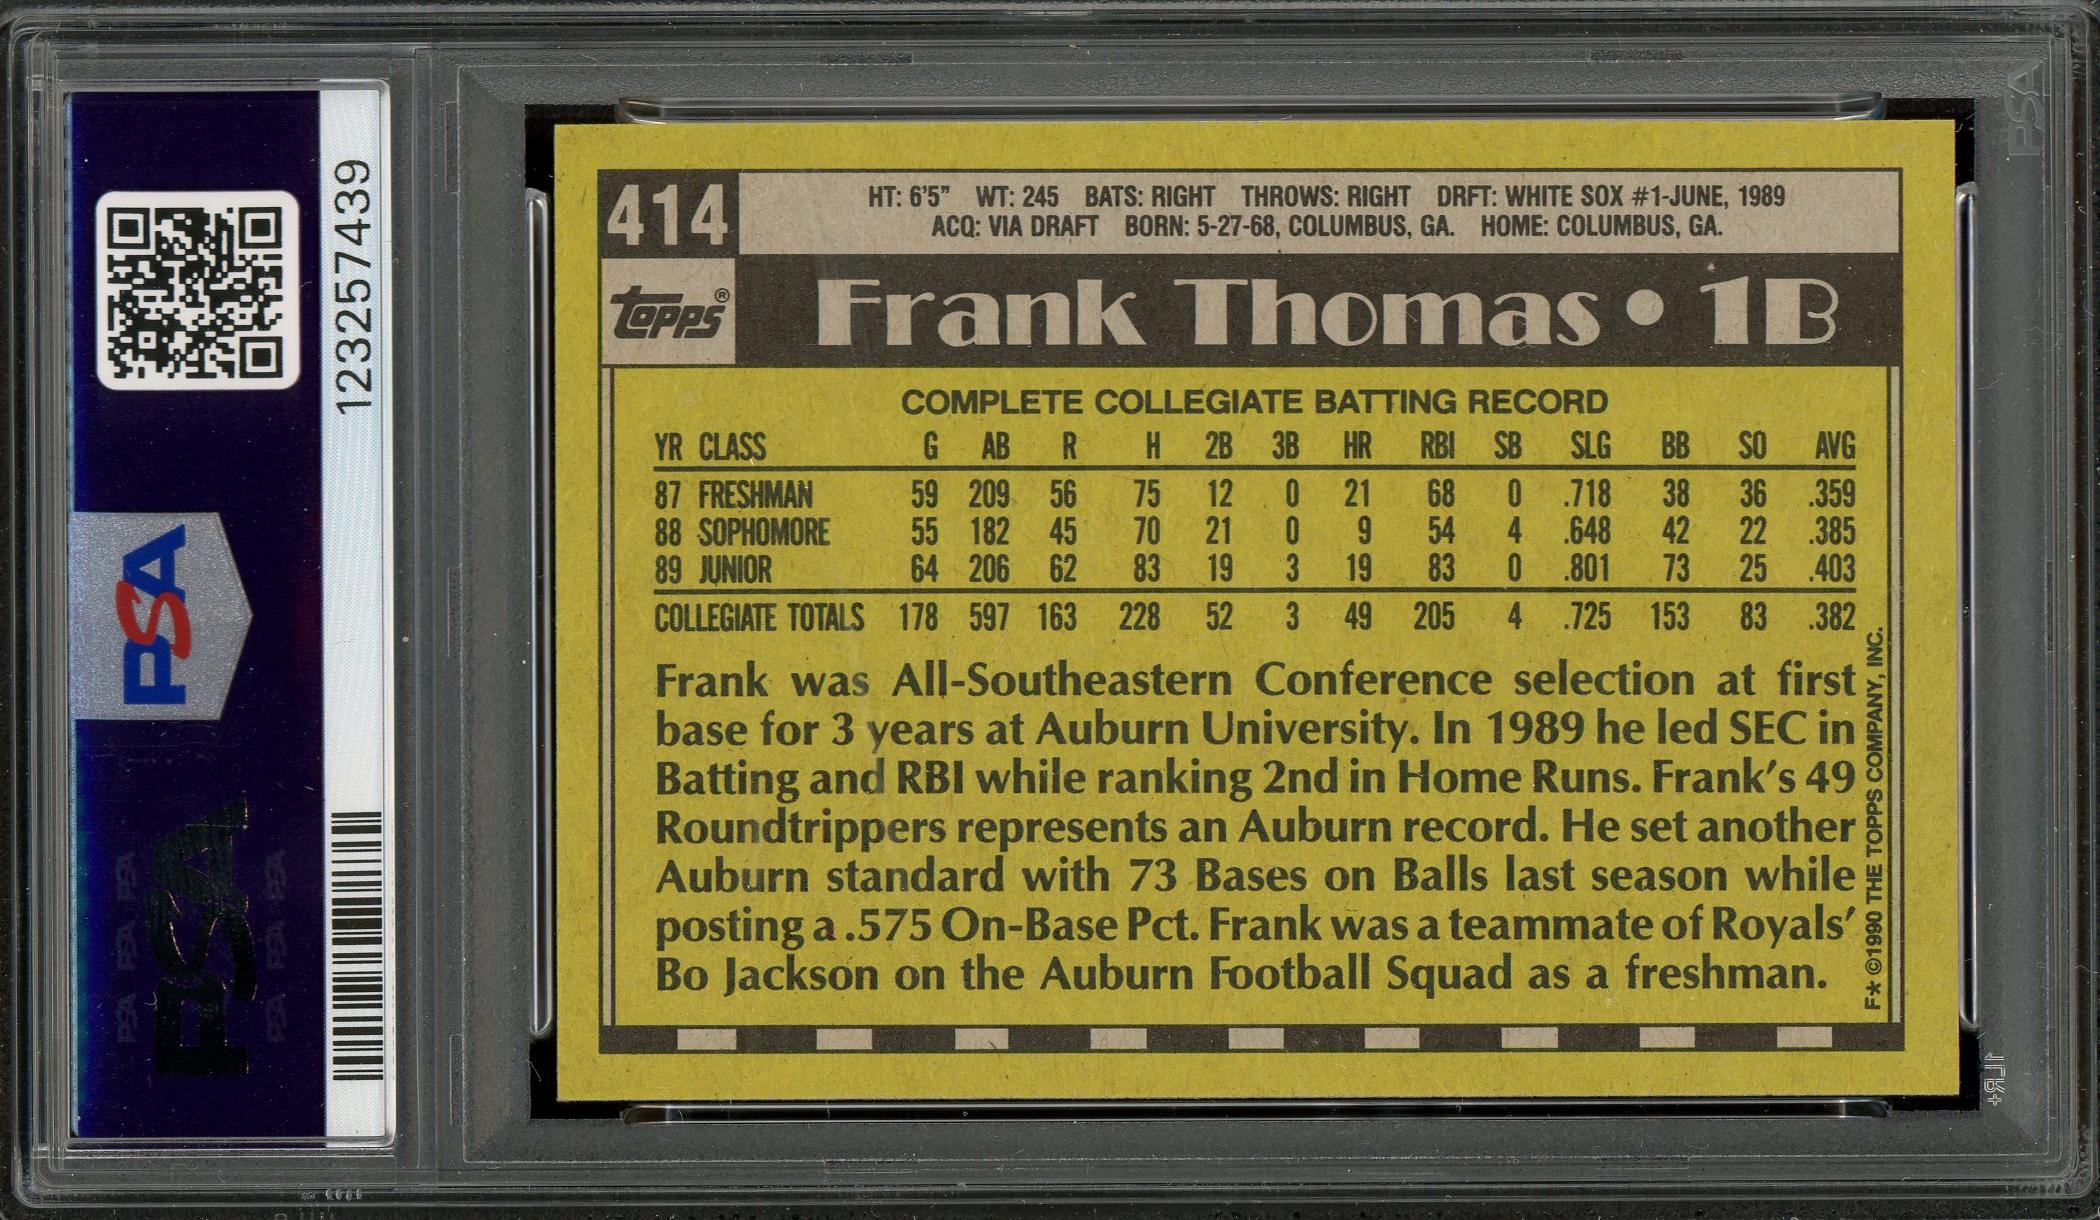 123257439
PSA
PSA
414
HT: 6'5" WT: 245 BATS: RIGHT THROWS: RIGHT DRFT: WHITE SOX #1-JUNE, 1989
ACQ: VIA DRAFT BORN: 5-27-68, COLUMBUS, GA. HOME: COLUMBUS, GA.
topps®
Frank Thomas • 1B
COMPLETE COLLEGIATE BATTING RECORD
YR CLASS G AB R H 2B 3B HR RBI SB SLG BB SO AVG
87 FRESHMAN 59 209 56 75 12 0 21 68 0 .718 38 36 .359
88 SOPHOMORE 55 182 45 70 21 0 9 54 4 .648 42 22 .385
89 JUNIOR 64 206 62 83 19 3 19 83 0 .801 73 25 .403
COLLEGIATE TOTALS 178 597 163 228 52 3 49 205 4 .725 153 83 .382
Frank was All-Southeastern Conference selection at first
base for 3 years at Auburn University. In 1989 he led SEC in
Batting and RBI while ranking 2nd in Home Runs. Frank's 49
Roundtrippers represents an Auburn record. He set another
Auburn standard with 73 Bases on Balls last season while
posting a .575 On-Base Pct. Frank was a teammate of Royals'
Bo Jackson on the Auburn Football Squad as a freshman.
F* ©1990 THE TOPPS COMPANY, INC.
PSA
PSA PSA PSA
PSA PSA PSA